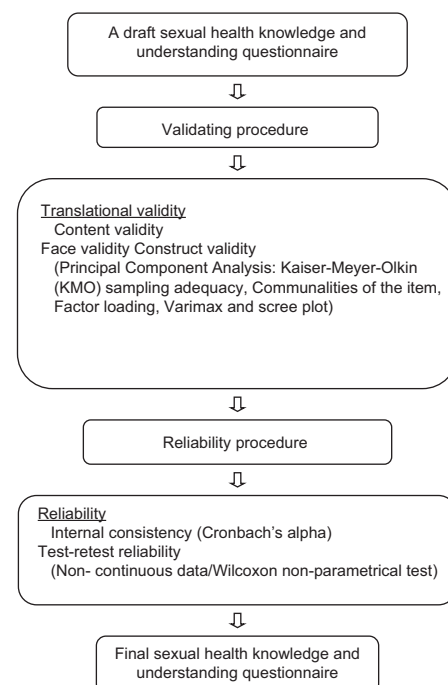 A draft sexual health knowledge and
understanding questionnaire
Validating procedure
Translational validity
Content validity
Face validity Construct validity
(Principal Component Analysis: Kaiser-Meyer-Olkin
(KMO) sampling adequacy, Communalities of the item,
Factor loading, Varimax and scree plot)
Reliability procedure
Reliability
Internal consistency (Cronbach's alpha)
Test-retest reliability
(Non- continuous data/Wilcoxon non-parametrical test)
Final sexual health knowledge and
understanding questionnaire